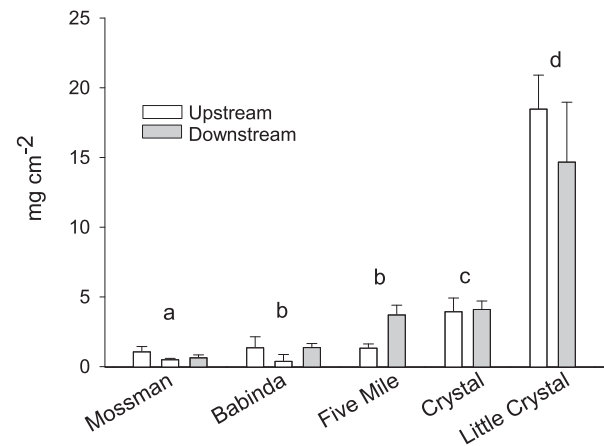 25
20
15
10
5
0
mg cm-2
Upstream
Downstream
a
b
b
c
d
Mossman
Babinda
Five Mile
Crystal
Little Crystal